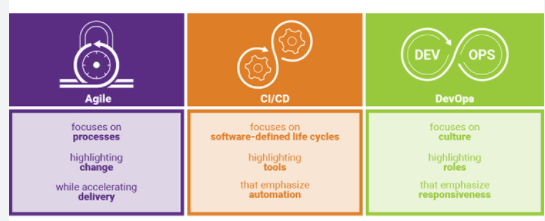 DEV OPS
Agile
CI/CD
DevOps
focuses on
processes
highlighting
change
while accelerating
delivery
focuses on
software-defined life cycles
highlighting
tools
that emphasize
automation
focuses on
culture
highlighting
roles
that emphasize
responsiveness